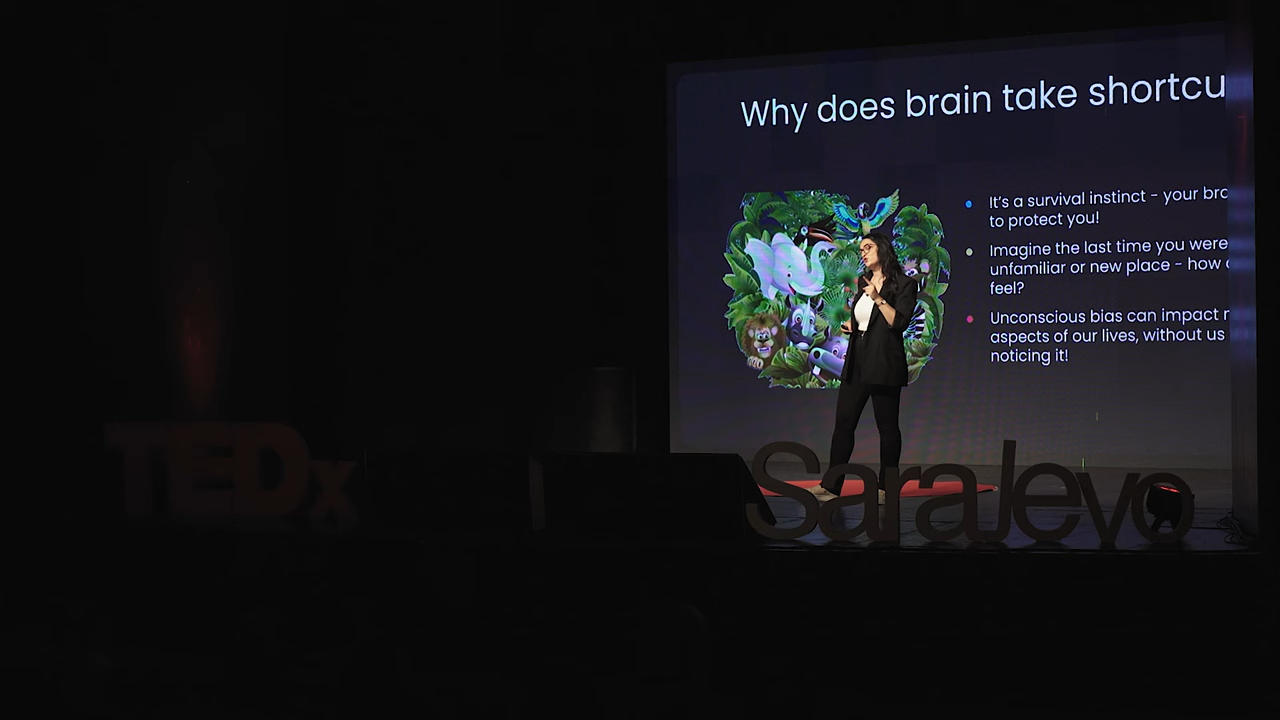 Why does brain take shortcu
It's a survival instinct - your bra
to protect you!
Imagine the last time you were
unfamiliar or new place - how
feel?
Unconscious bias can impact
aspects of our lives, without us
noticing it!
TEDx
SaraJevo